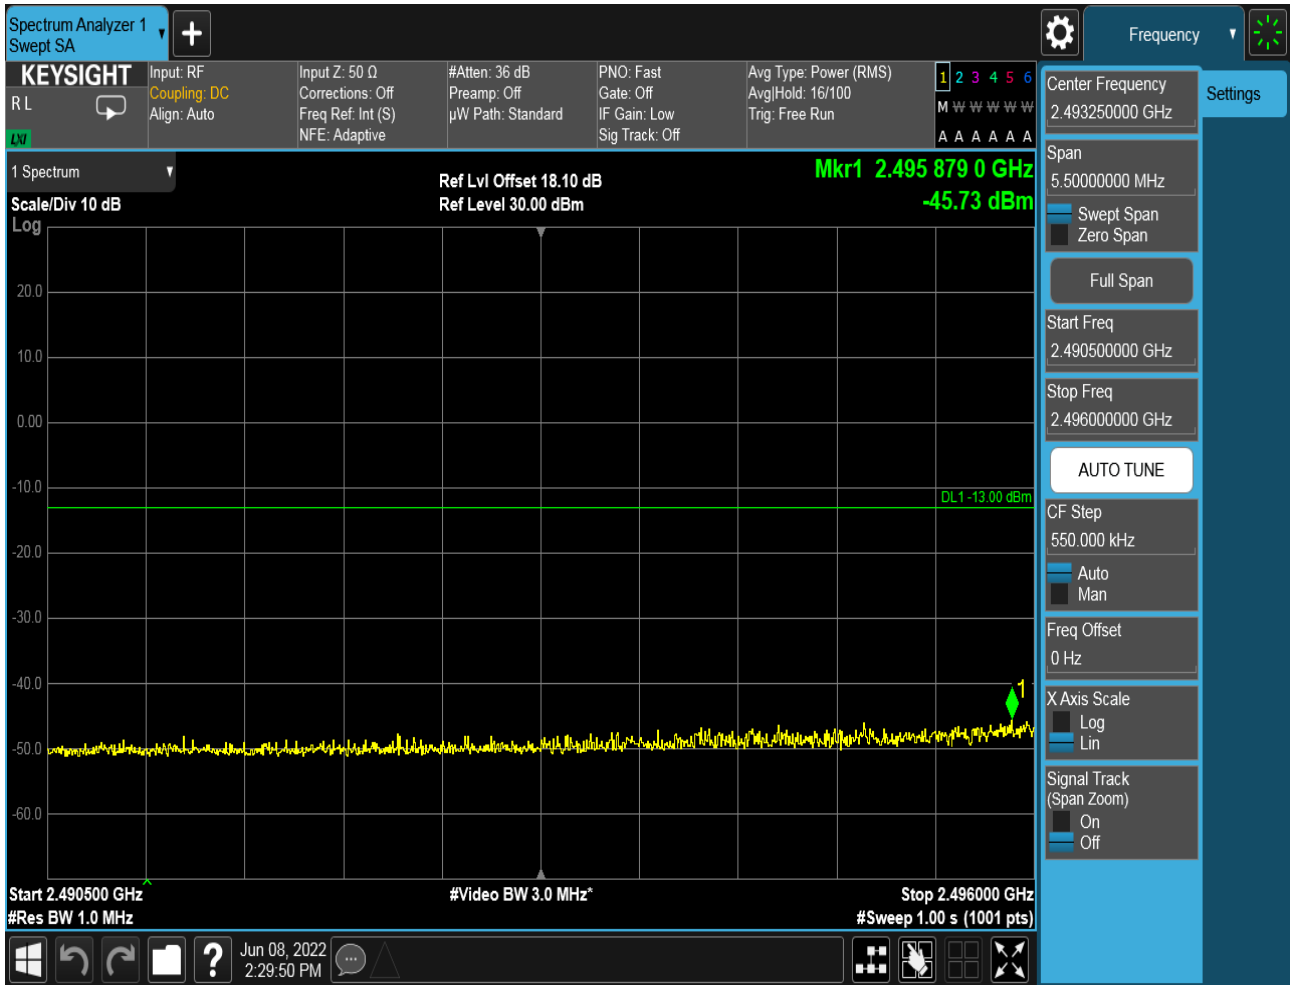 Spectrum Analyzer 1
Swept SA
Frequency
KEYSIGHT
R L
LXI
Input: RF
Coupling: DC
Align: Auto
Input Z: 50 Ω
Corrections: Off
Freq Ref: Int (S)
NFE: Adaptive
#Atten: 36 dB
Preamp: Off
µW Path: Standard
PNO: Fast
Gate: Off
IF Gain: Low
Sig Track: Off
Avg Type: Power (RMS)
Avg|Hold: 16/100
Trig: Free Run
1 2 3 4 5 6
M W W W W W
A A A A A A
1 Spectrum
Scale/Div 10 dB
Log
Ref Lvl Offset 18.10 dB
Ref Level 30.00 dBm
Mkr1 2.495 879 0 GHz
-45.73 dBm
20.0
10.0
0.00
-10.0
DL1 -13.00 dBm
-20.0
-30.0
-40.0
1
-50.0
-60.0
Start 2.490500 GHz
#Res BW 1.0 MHz
#Video BW 3.0 MHz*
Stop 2.496000 GHz
#Sweep 1.00 s (1001 pts)
Jun 08, 2022
2:29:50 PM
Center Frequency
2.493250000 GHz
Settings
Span
5.50000000 MHz
Swept Span
Zero Span
Full Span
Start Freq
2.490500000 GHz
Stop Freq
2.496000000 GHz
AUTO TUNE
CF Step
550.000 kHz
Auto
Man
Freq Offset
0 Hz
X Axis Scale
Log
Lin
Signal Track
(Span Zoom)
On
Off